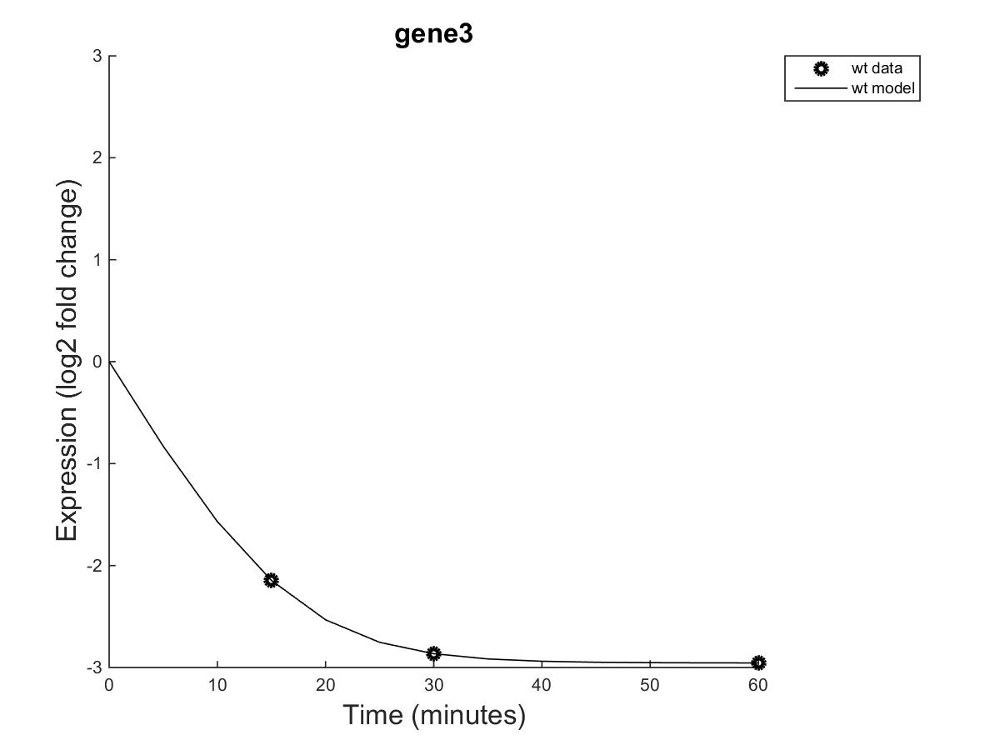 gene3
wt data
wt model
3
2
1
0
-1
-2
-3
Expression (log2 fold change)
0 10 20 30 40 50 60
Time (minutes)